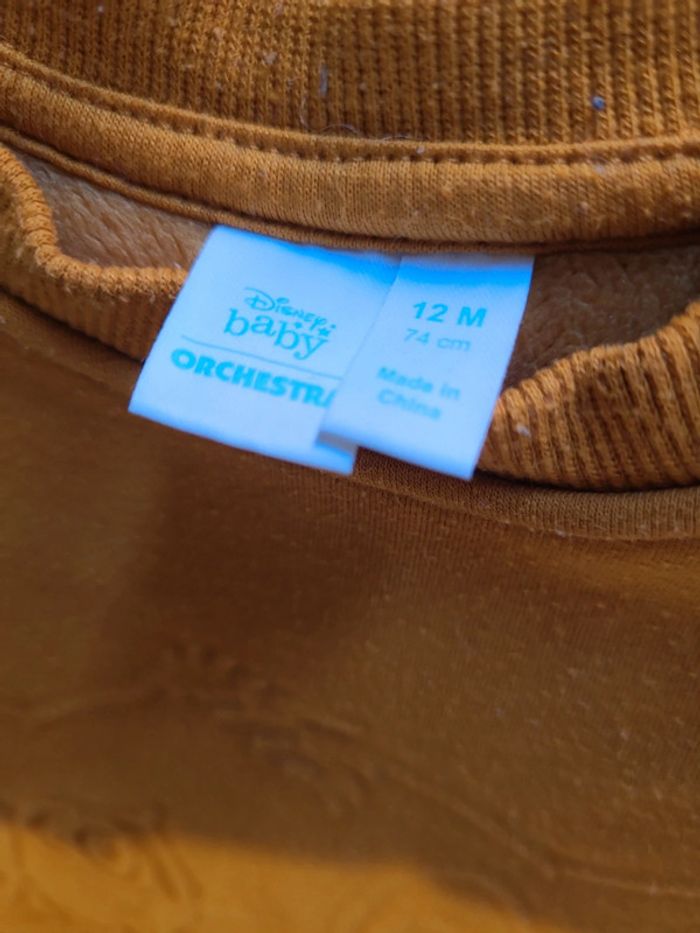 Disney
baby
ORCHESTRA
12 M
74 cm
Made in
China